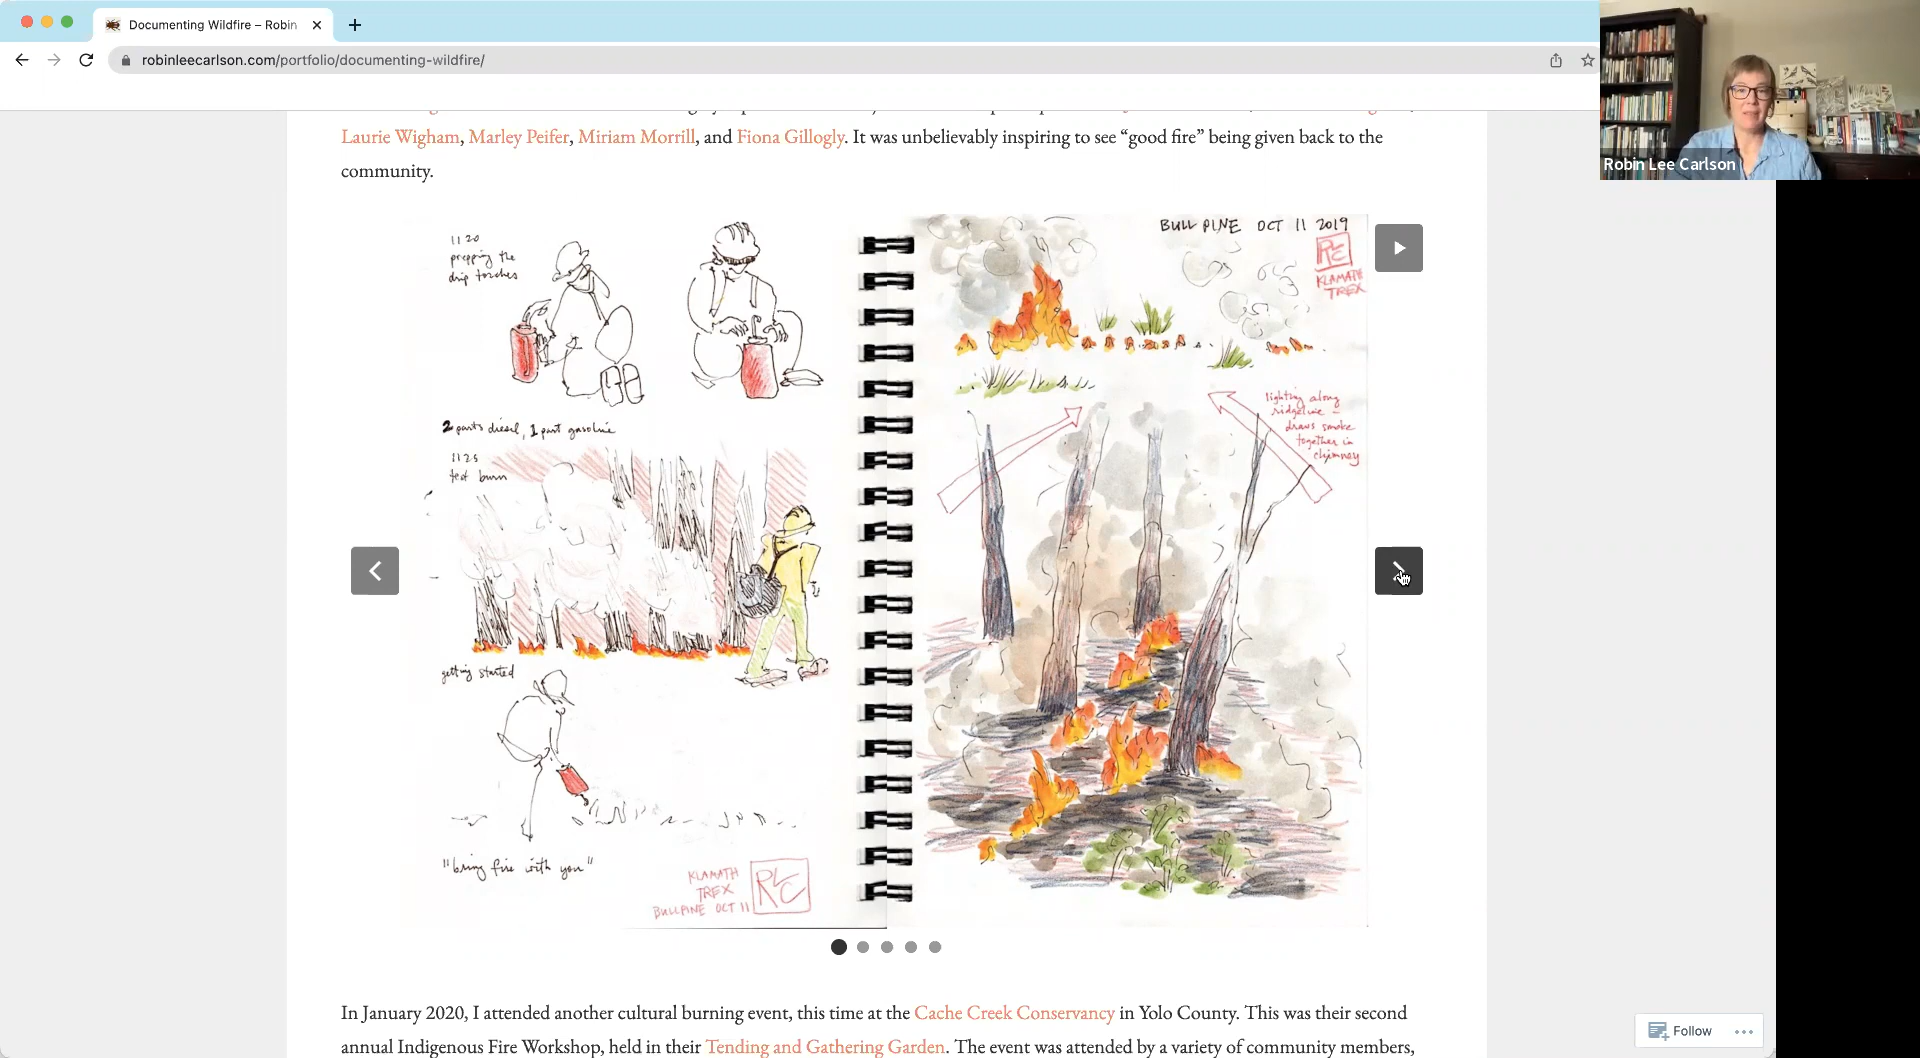 Documenting Wildfire – Robin
robinleecarlson.com/portfolio/documenting-wildfire/
Robin Lee Carlson
Laurie Wigham, Marley Peifer, Miriam Morrill, and Fiona Gillogly. It was unbelievably inspiring to see “good fire” being given back to the
community.
1120
prepping the
drip torches
2 parts diesel, 1 part gasoline
1125
test burn
getting started
"bring fire with you"
KLAMATH
TREX
BULLPINE OCT 11
RLC
BULL PINE OCT 11 2019
RLC
KLAMATH
TREX
lighting along
ridgeline –
draws smoke
together in
chimney
In January 2020, I attended another cultural burning event, this time at the Cache Creek Conservancy in Yolo County. This was their second
annual Indigenous Fire Workshop, held in their Tending and Gathering Garden. The event was attended by a variety of community members,
Follow